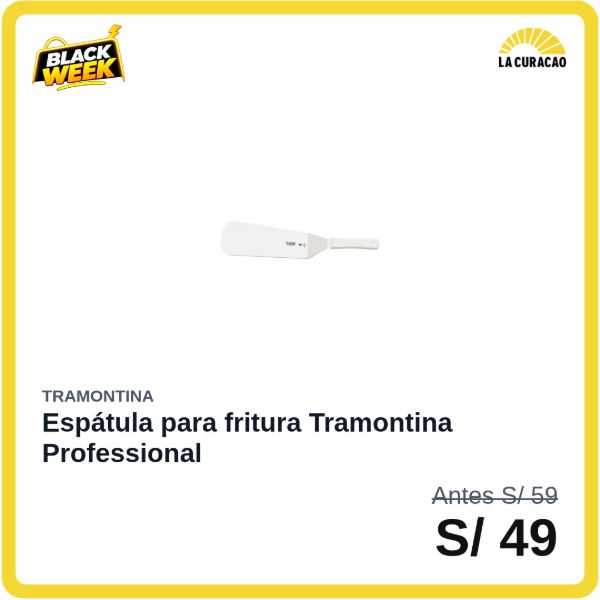 BLACK
WEEK
LA CURACAO
TRAMONTINA
Espátula para fritura Tramontina
Professional
Antes S/ 59
S/ 49